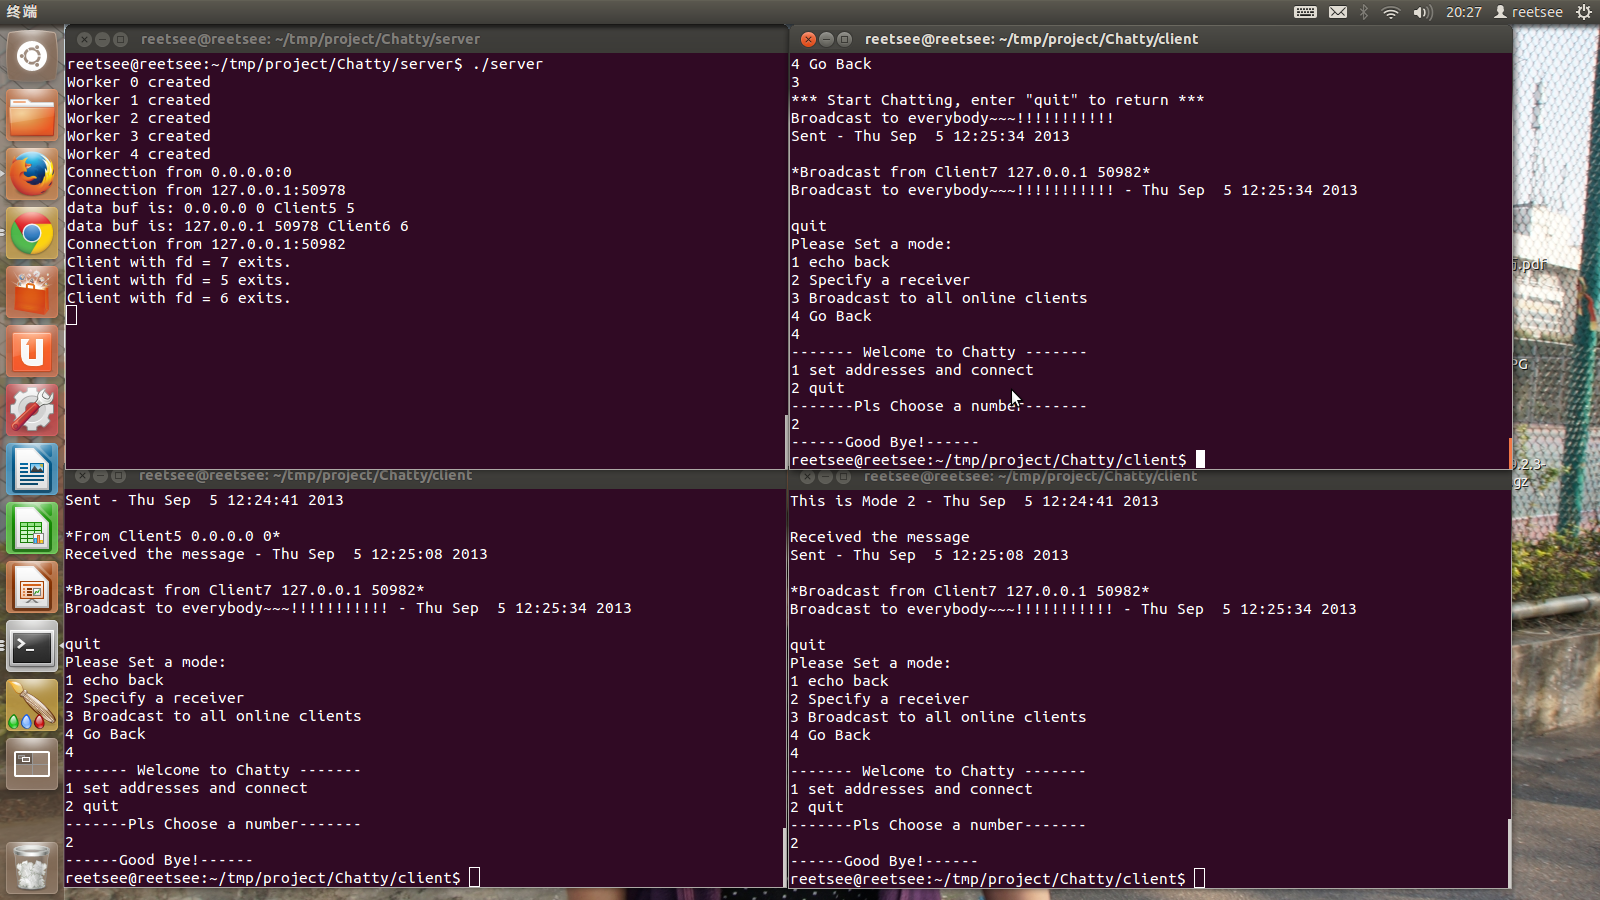 终端
20:27
reetsee
reetsee@reetsee: ~/tmp/project/Chatty/server
reetsee@reetsee:~/tmp/project/Chatty/server$ ./server
Worker 0 created
Worker 1 created
Worker 2 created
Worker 3 created
Worker 4 created
Connection from 0.0.0.0:0
Connection from 127.0.0.1:50978
data buf is: 0.0.0.0 0 Client5 5
data buf is: 127.0.0.1 50978 Client6 6
Connection from 127.0.0.1:50982
Client with fd = 7 exits.
Client with fd = 5 exits.
Client with fd = 6 exits.
reetsee@reetsee: ~/tmp/project/Chatty/client
4 Go Back
3
*** Start Chatting, enter "quit" to return ***
Broadcast to everybody~~~!!!!!!!!!!!
Sent - Thu Sep  5 12:25:34 2013
*Broadcast from Client7 127.0.0.1 50982*
Broadcast to everybody~~~!!!!!!!!!!! - Thu Sep  5 12:25:34 2013
quit
Please Set a mode:
1 echo back
2 Specify a receiver
3 Broadcast to all online clients
4 Go Back
4
------- Welcome to Chatty -------
1 set addresses and connect
2 quit
-------Pls Choose a number-------
2
------Good Bye!------
reetsee@reetsee:~/tmp/project/Chatty/client$
reetsee@reetsee: ~/tmp/project/Chatty/client
Sent - Thu Sep  5 12:24:41 2013
*From Client5 0.0.0.0 0*
Received the message - Thu Sep  5 12:25:08 2013
*Broadcast from Client7 127.0.0.1 50982*
Broadcast to everybody~~~!!!!!!!!!!! - Thu Sep  5 12:25:34 2013
quit
Please Set a mode:
1 echo back
2 Specify a receiver
3 Broadcast to all online clients
4 Go Back
4
------- Welcome to Chatty -------
1 set addresses and connect
2 quit
-------Pls Choose a number-------
2
------Good Bye!------
reetsee@reetsee:~/tmp/project/Chatty/client$
reetsee@reetsee: ~/tmp/project/Chatty/client
This is Mode 2 - Thu Sep  5 12:24:41 2013
Received the message
Sent - Thu Sep  5 12:25:08 2013
*Broadcast from Client7 127.0.0.1 50982*
Broadcast to everybody~~~!!!!!!!!!!! - Thu Sep  5 12:25:34 2013
quit
Please Set a mode:
1 echo back
2 Specify a receiver
3 Broadcast to all online clients
4 Go Back
4
------- Welcome to Chatty -------
1 set addresses and connect
2 quit
-------Pls Choose a number-------
2
------Good Bye!------
reetsee@reetsee:~/tmp/project/Chatty/client$
.pdf
PG
.2.3-
gz